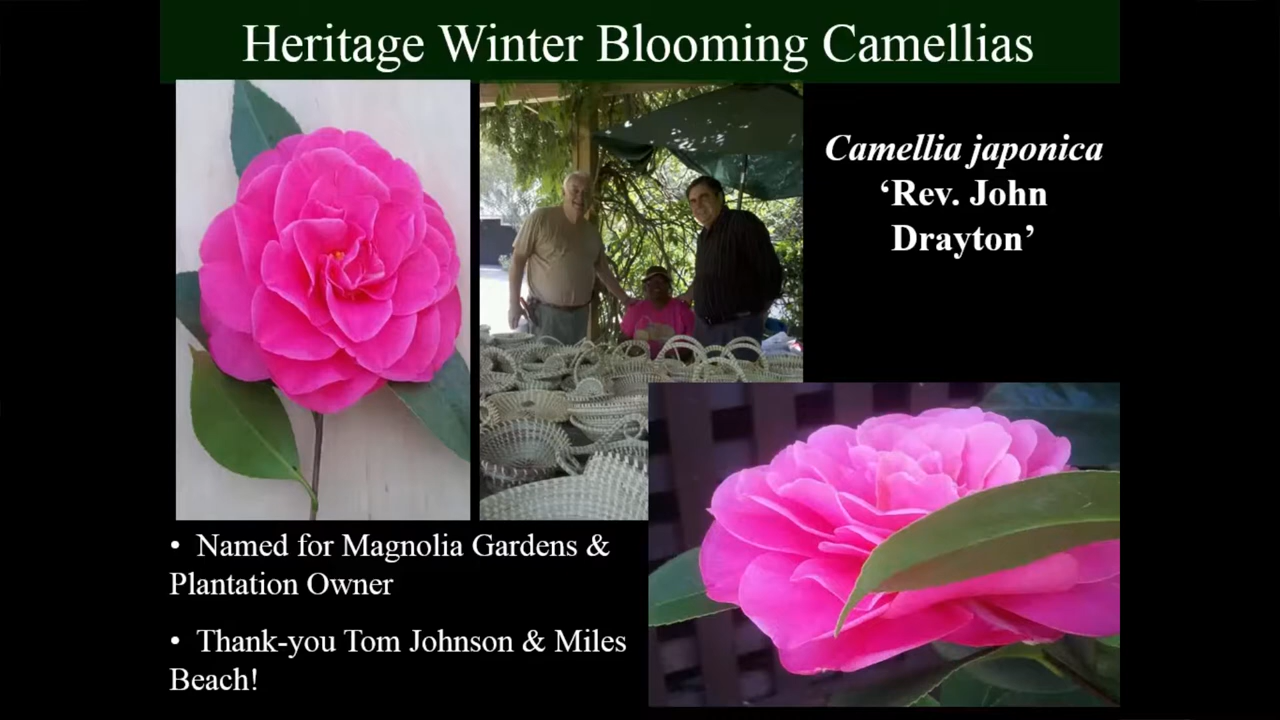 Heritage Winter Blooming Camellias
Camellia japonica
‘Rev. John
Drayton’
• Named for Magnolia Gardens &
Plantation Owner
• Thank-you Tom Johnson & Miles
Beach!